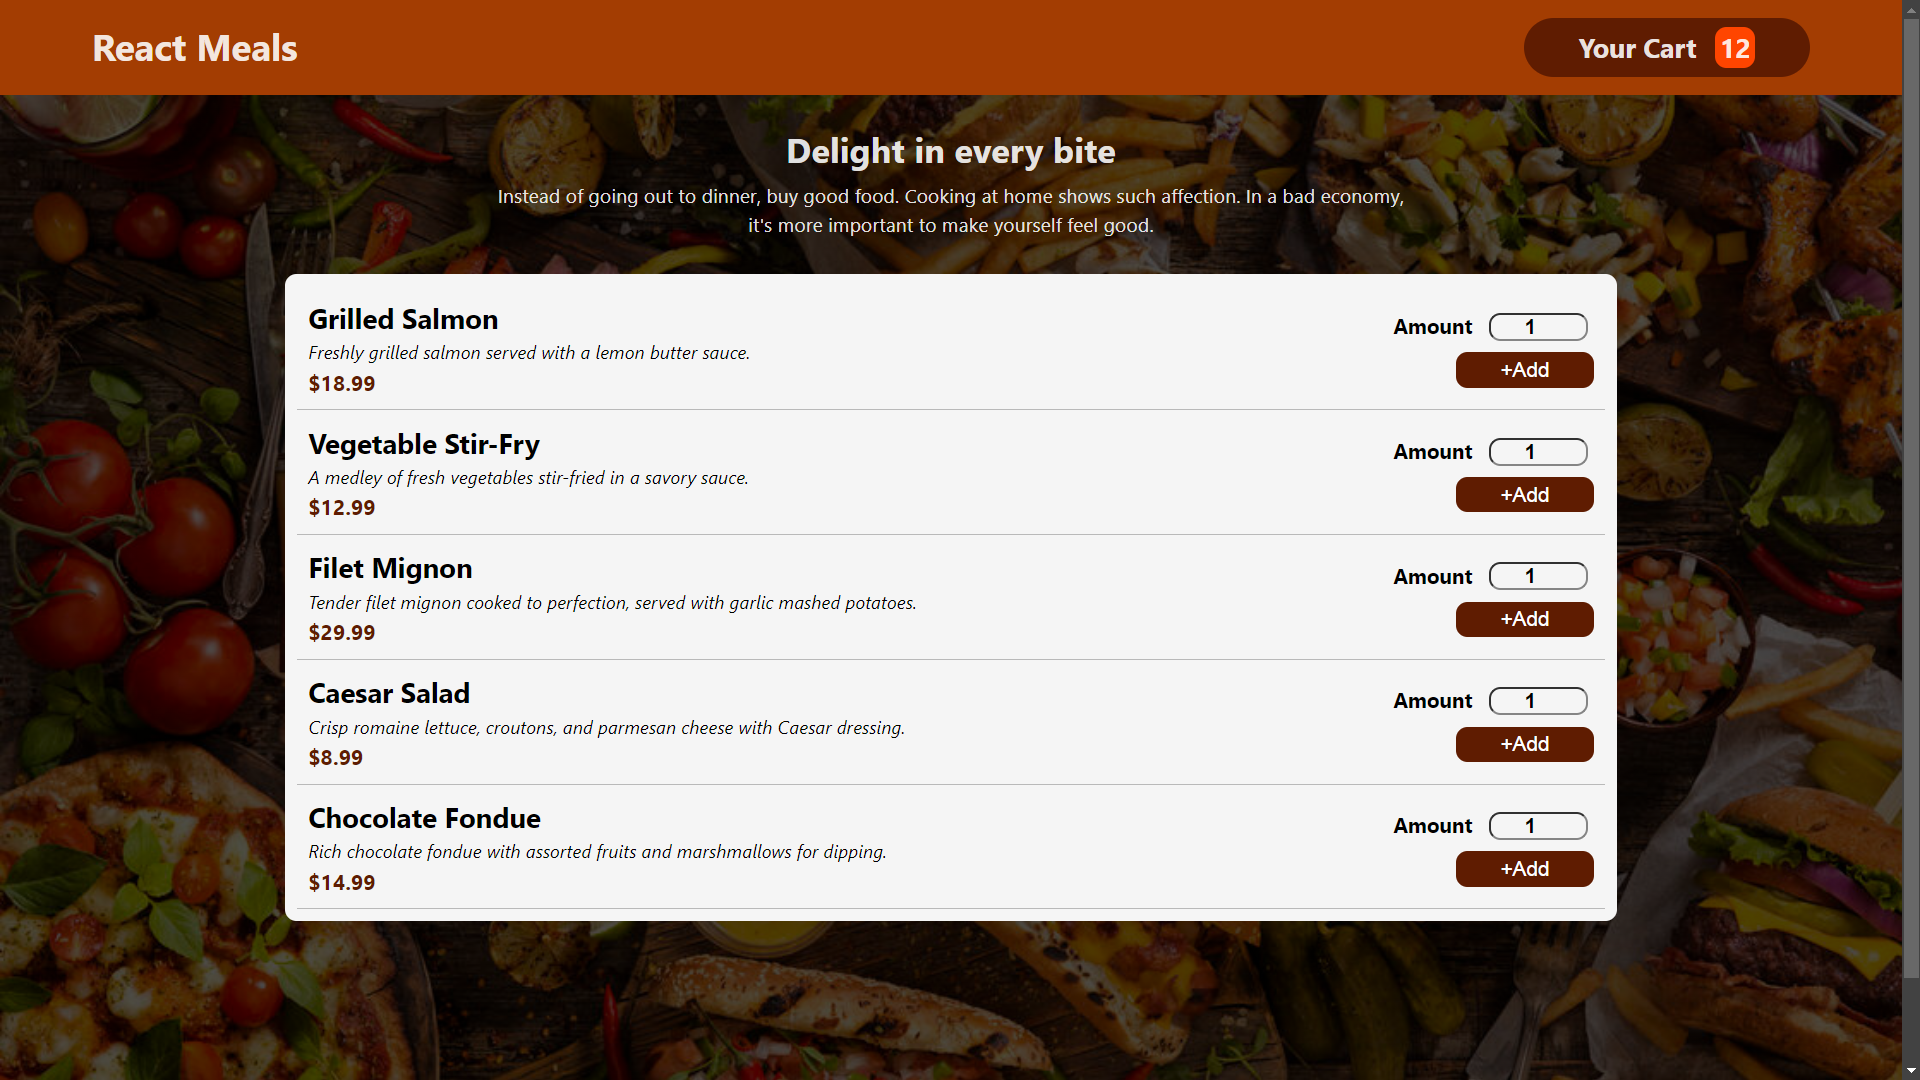 React Meals
Your Cart 12
Delight in every bite
Instead of going out to dinner, buy good food. Cooking at home shows such affection. In a bad economy,
it's more important to make yourself feel good.
Grilled Salmon
Freshly grilled salmon served with a lemon butter sauce.
$18.99
Amount 1
+Add
Vegetable Stir-Fry
A medley of fresh vegetables stir-fried in a savory sauce.
$12.99
Amount 1
+Add
Filet Mignon
Tender filet mignon cooked to perfection, served with garlic mashed potatoes.
$29.99
Amount 1
+Add
Caesar Salad
Crisp romaine lettuce, croutons, and parmesan cheese with Caesar dressing.
$8.99
Amount 1
+Add
Chocolate Fondue
Rich chocolate fondue with assorted fruits and marshmallows for dipping.
$14.99
Amount 1
+Add